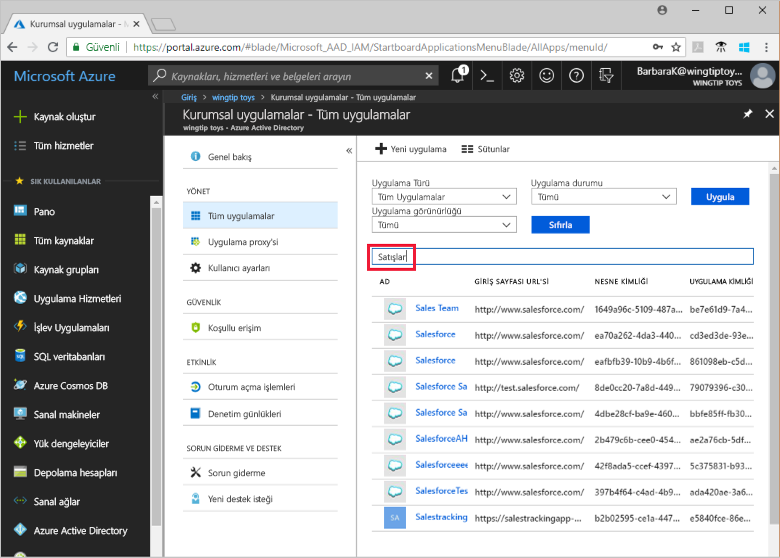 Azure Active Directory a
Tüm uygulamalar - &
Güvenli https://portal.azure.com/#blade/Microsoft_AAD_IAM/StartboardApplicationsMenuBlade/AllApps/menuId/
Microsoft Azure
Kaynakları, hizmetleri ve belgeleri arayın
1
BarbaraK@wingtiptoy...
WINGTIP TOYS
Giriş > wingtip toys > Kurumsal uygulamalar - Tüm uygulamalar
Kurumsal uygulamalar - Tüm uygulamalar
wingtip toys - Azure Active Directory
Kaynak oluştur
Tüm hizmetler
SIK KULLANILANLAR
Pano
Tüm kaynaklar
Kaynak grupları
Uygulama Hizmetleri
İşlev Uygulamaları
SQL veritabanları
Azure Cosmos DB
Sanal makineler
Yük dengeleyiciler
Depolama hesapları
Sanal ağlar
Azure Active Directory
Genel bakış
YÖNET
Tüm uygulamalar
Uygulama proxy'si
Kullanıcı ayarları
GÜVENLİK
Koşullu erişim
ETKİNLİK
Oturum açma işlemleri
Denetim günlükleri
SORUN GİDERME VE DESTEK
Sorun giderme
Yeni destek isteği
Yeni uygulama Sütunlar
Uygulama Türü Uygulama durumu
Tüm Uygulamalar Tümü Uygula
Uygulama görünürlüğü
Tümü Sıfırla
Satışlar
AD GİRİŞ SAYFASI URL'Sİ NESNE KİMLİĞİ UYGULAMA KİMLİĞİ
Sales Team http://www.salesforce.com/ 1649a96c-5109-487a... be7e61d9-7a4...
Salesforce http://www.salesforce.com/ ea70a262-4da3-440... cd3ed3de-93e...
Salesforce http://www.salesforce.com/ eafbfb39-10b9-4b6f... 861098eb-c5d...
Salesforce Sa http://test.salesforce.com/ 8de0cc20-7a8d-449... 79079396-c30...
Salesforce Sa http://www.salesforce.com/ 4dbe28cf-ba9e-460... bbfe85ff-fb30...
SalesforceAH http://www.salesforce.com/ 2b479c6b-cee0-454... ae2a76cb-5df...
Salesforceeee http://www.salesforce.com/ 42f8ada5-ccef-4397... 5c375831-b93...
SalesforceTes http://www.salesforce.com/ 397b4f64-c4ad-4b9... ada420ae-3a6...
SA Salestracking https://salestrackingapp-... b2b02595-ce1a-447... e5840fce-86e...